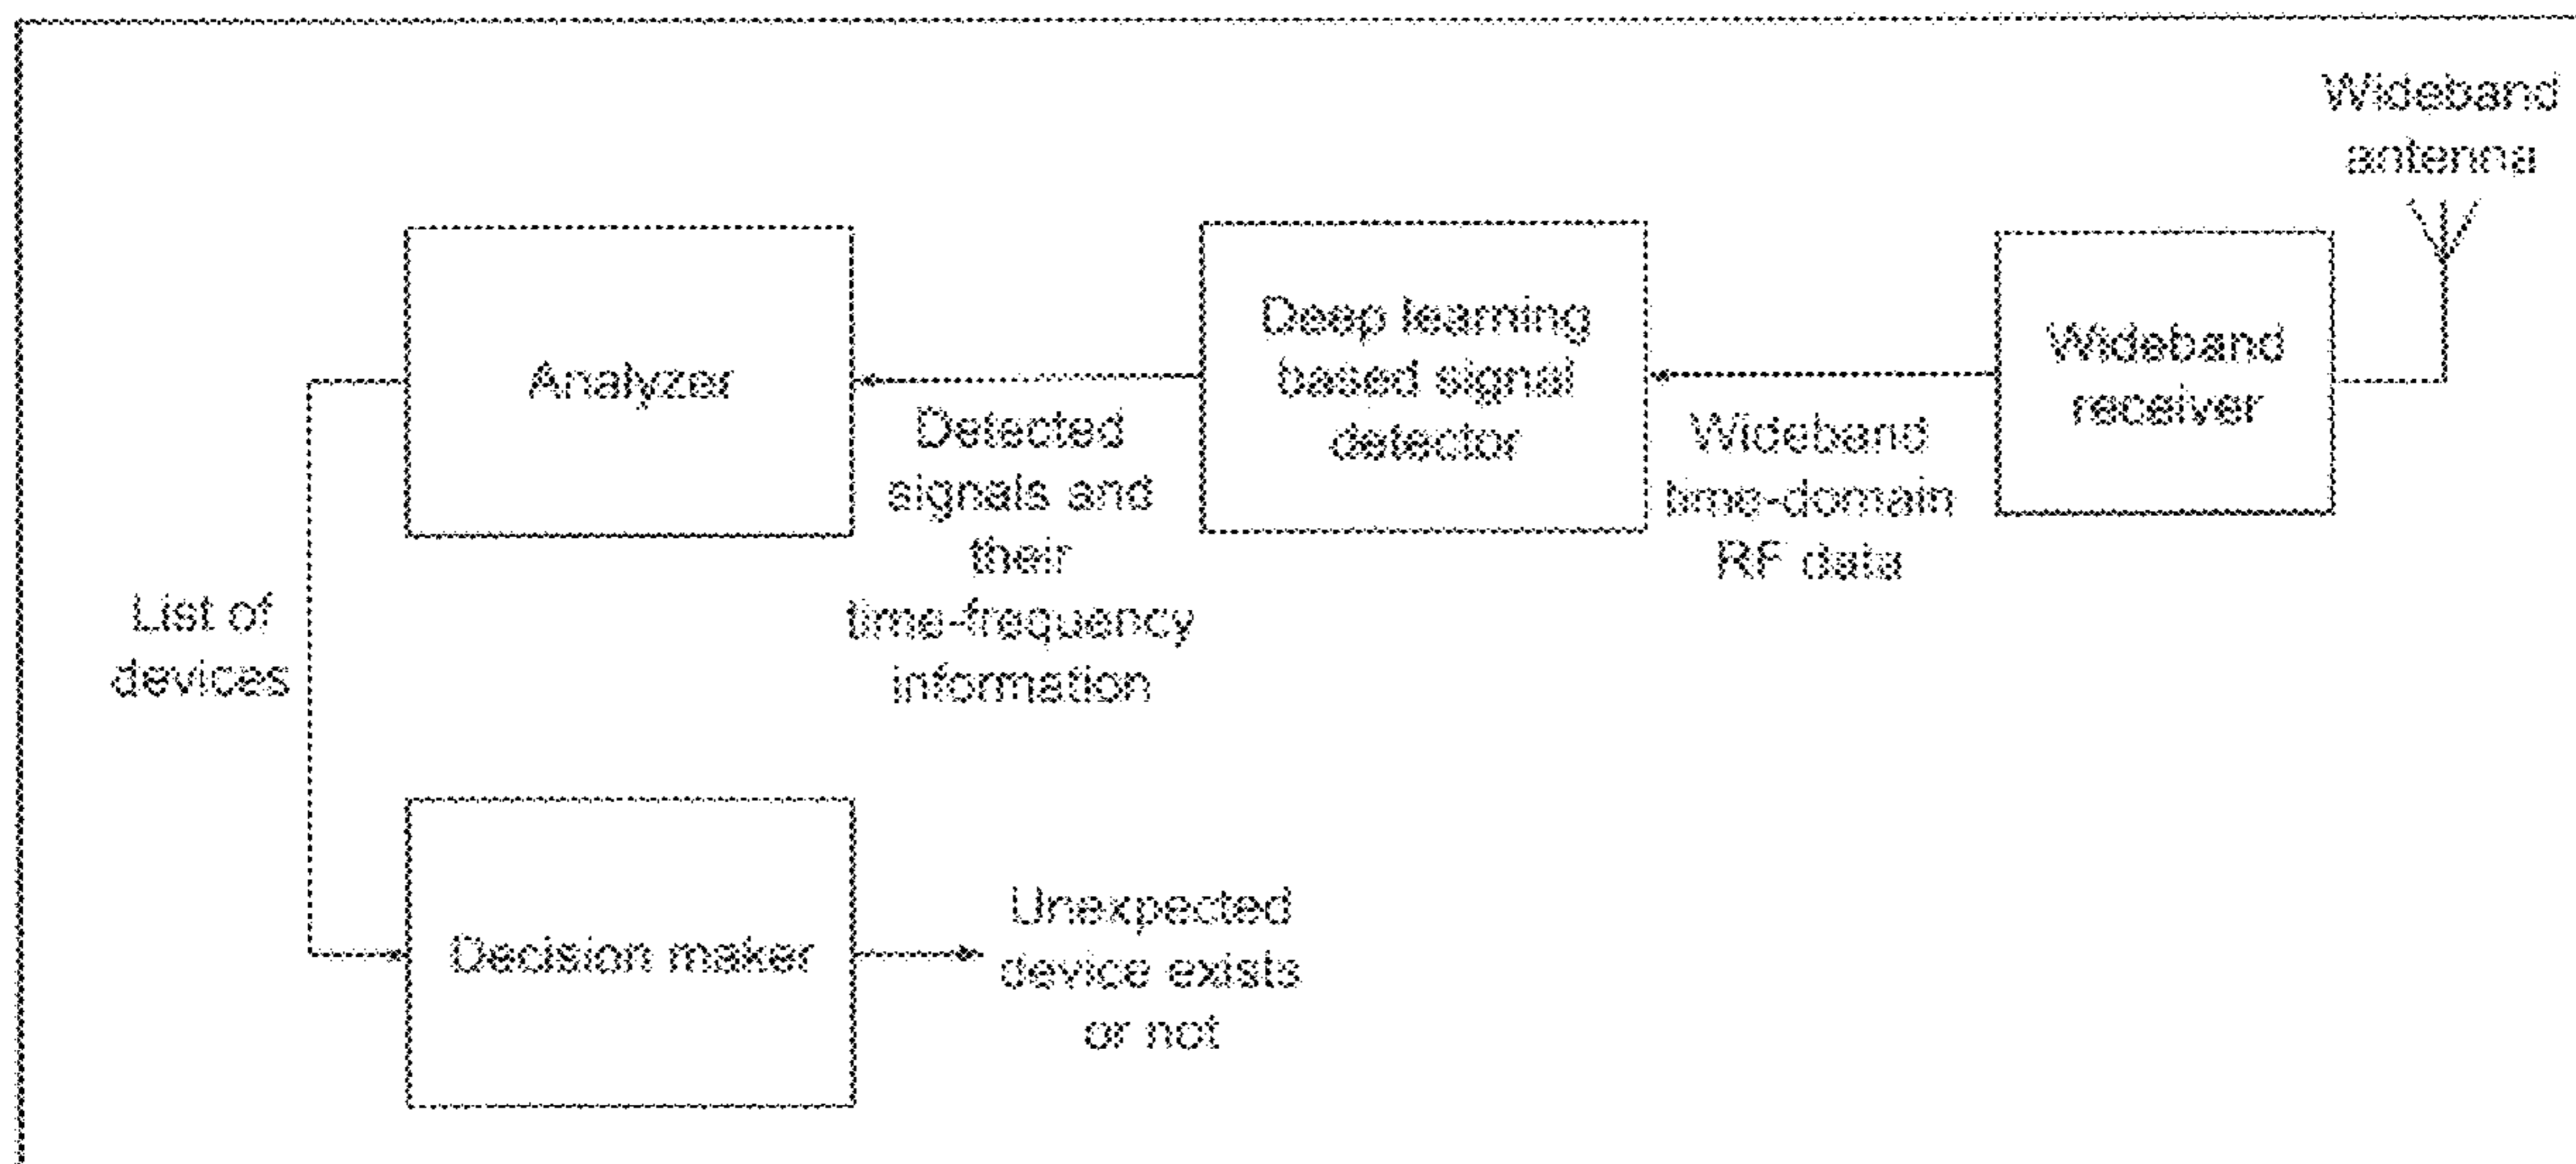 Wideband
antenna
Analyzer
Deep learning
based signal
detector
Wideband
receiver
Detected
signals and
their
time-frequency
information
Wideband
time-domain
RF data
List of
devices
Decision maker
Unexpected
device exists
or not